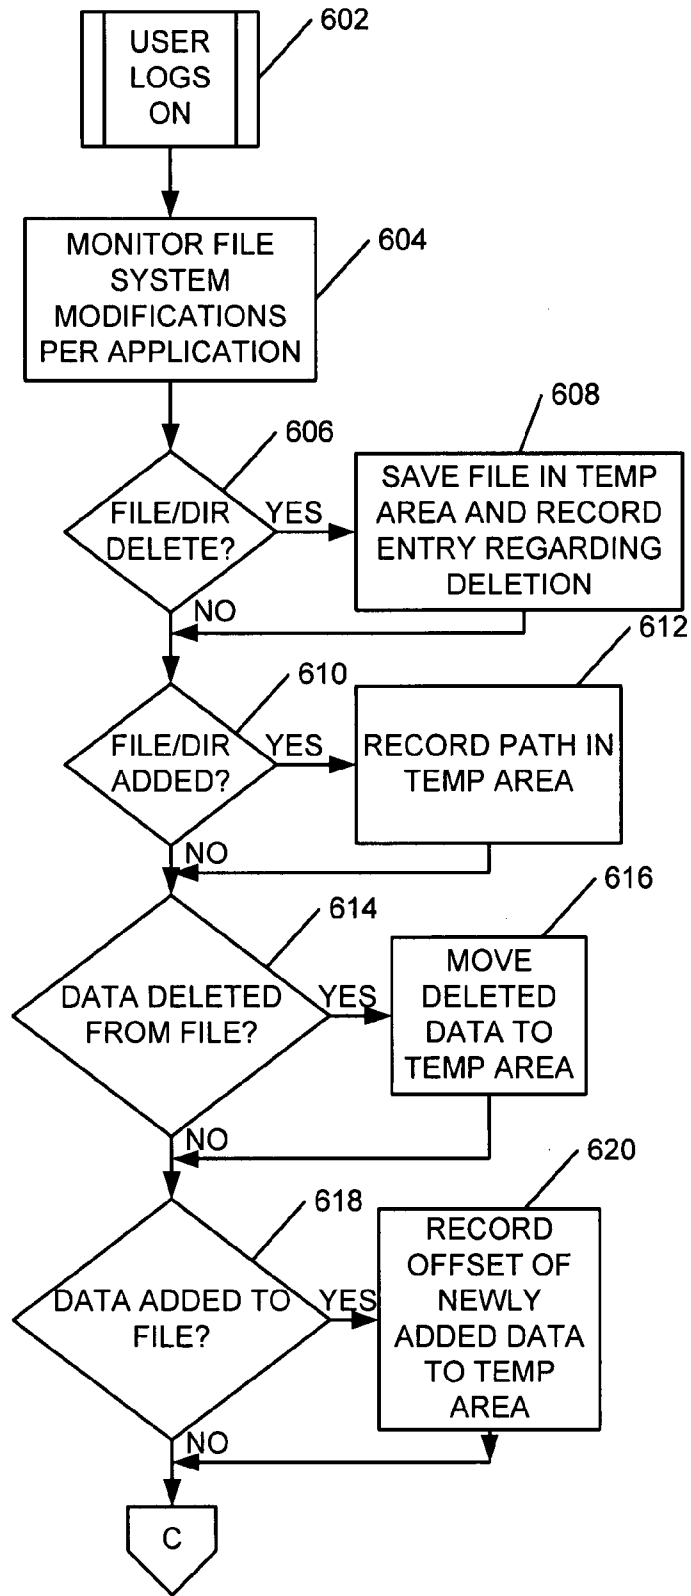 602
USER
LOGS
ON
604
MONITOR FILE
SYSTEM
MODIFICATIONS
PER APPLICATION
606
FILE/DIR
DELETE?
YES
NO
608
SAVE FILE IN TEMP
AREA AND RECORD
ENTRY REGARDING
DELETION
610
FILE/DIR
ADDED?
YES
NO
612
RECORD PATH IN
TEMP AREA
614
DATA DELETED
FROM FILE?
YES
NO
616
MOVE
DELETED
DATA TO
TEMP AREA
618
DATA ADDED TO
FILE?
YES
NO
620
RECORD
OFFSET OF
NEWLY
ADDED DATA
TO TEMP
AREA
C